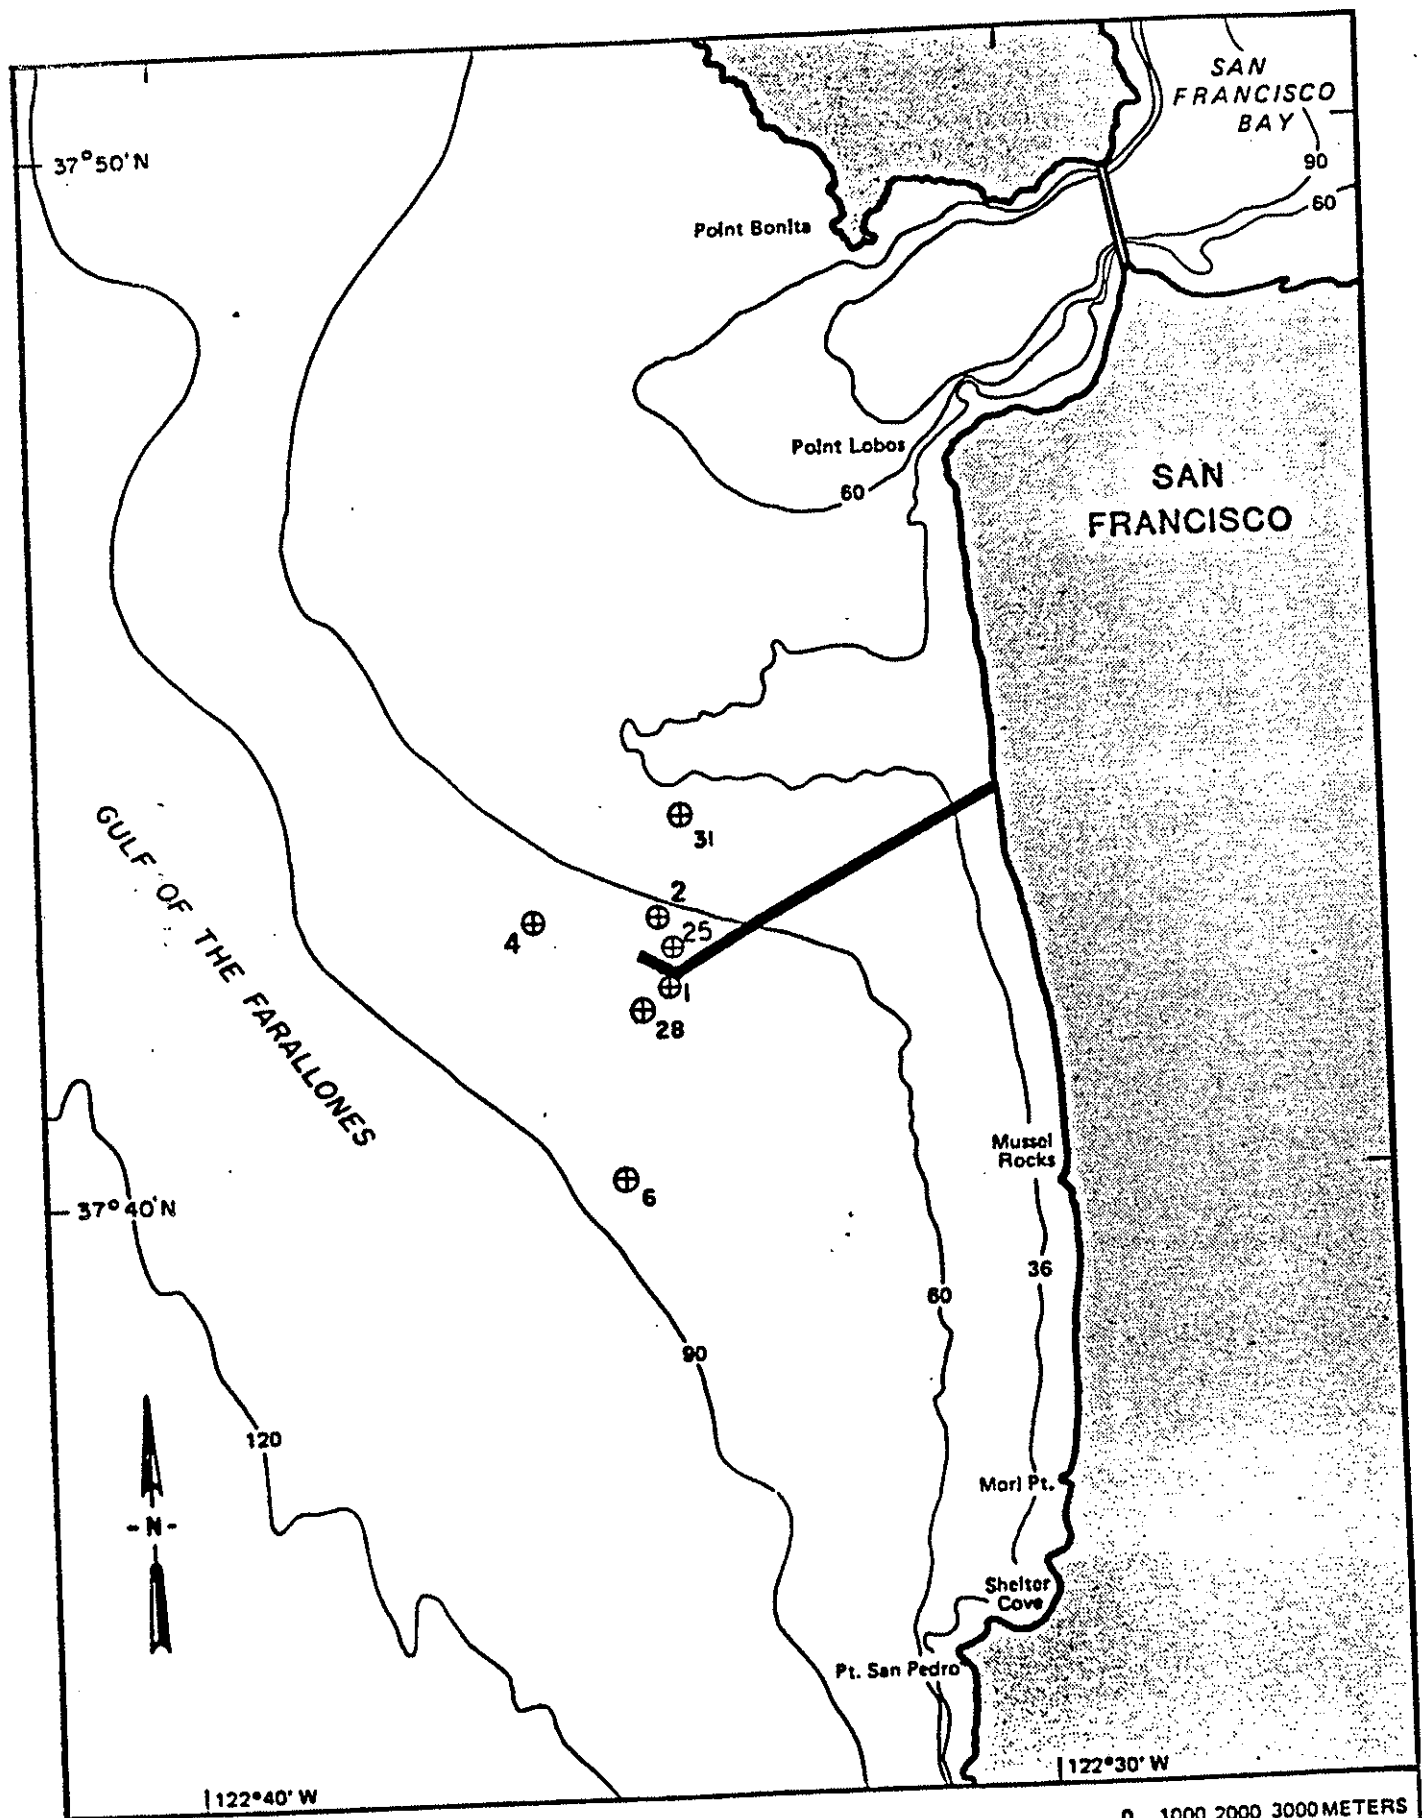 SAN
FRANCISCO
BAY
37°50'N
90
60
Point Bonita
Point Lobos
60
SAN
FRANCISCO
31
2
4
25
1
28
GULF OF THE FARALLONES
Mussel
Rocks
6
37°40'N
36
60
90
120
Mori Pt.
-N-
Shelter
Cove
Pt. San Pedro
122°30'W
122°40'W
0 1000 2000 3000 METERS